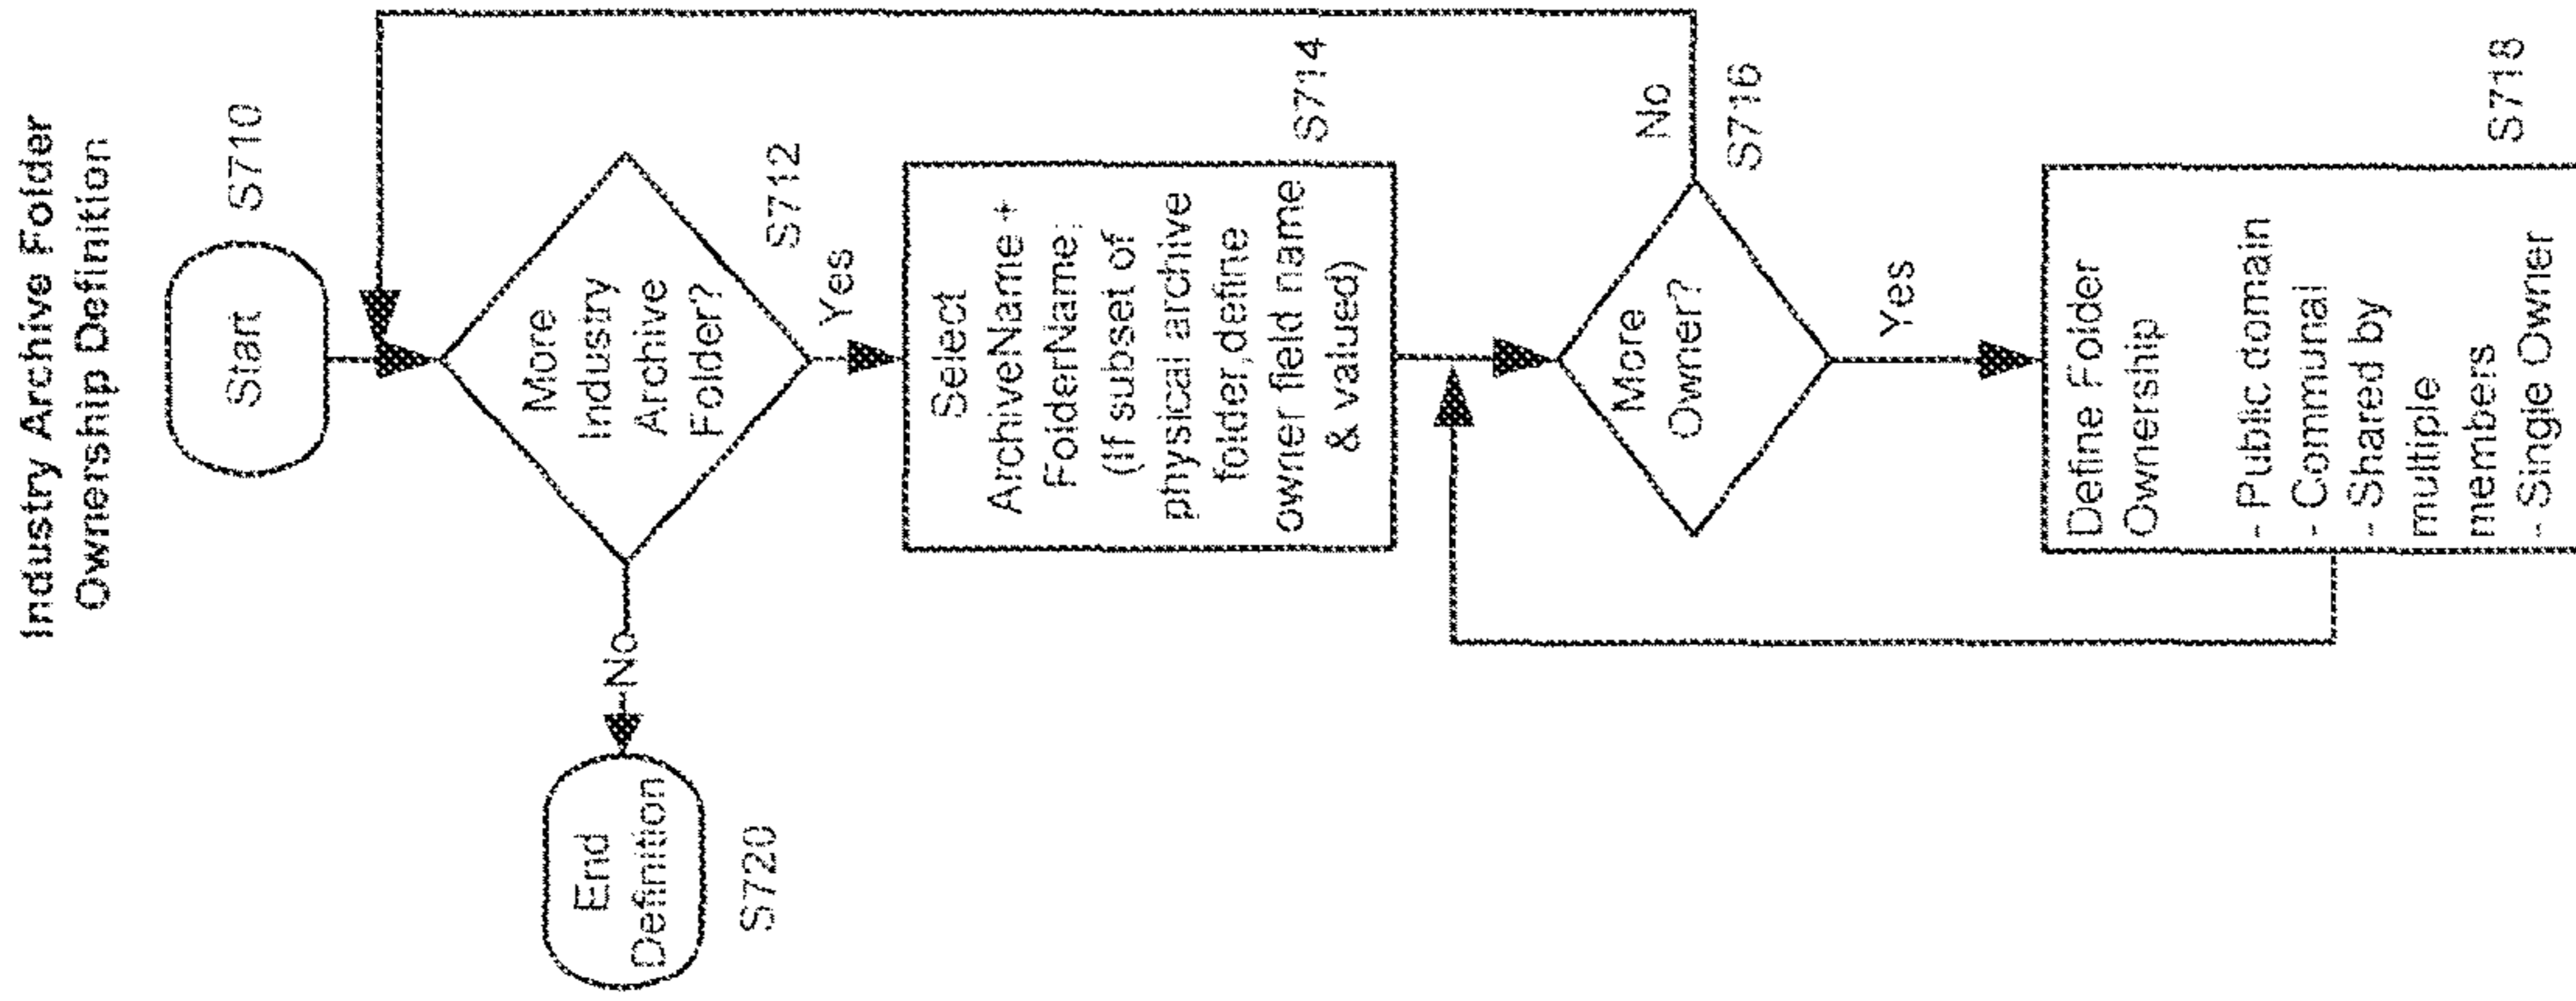 Industry Archive Folder
Ownership Definition
Start
S710
More
Industry
Archive
Folder?
S712
No
End
Definition
S720
Yes
Select
ArchiveName +
FolderName;
(If subset of
physical archive
folder,define
owner field name
& valued)
S714
More
Owner?
No
S716
Yes
Define Folder
Ownership
- Public domain
- Communal
- Shared by
multiple
members
- Single Owner
S718